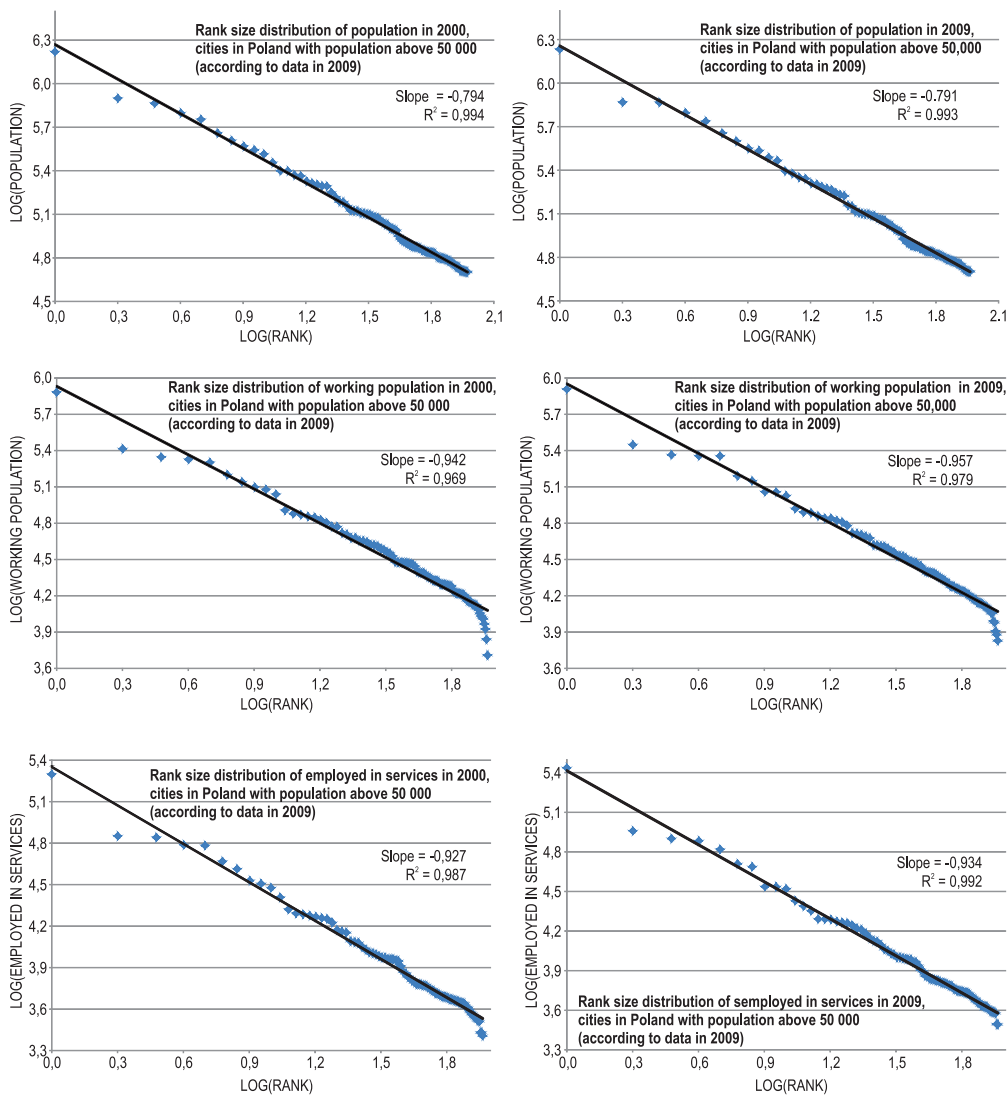 Rank size distribution of population in 2000,
cities in Poland with population above 50 000
(according to data in 2009)
Slope = -0,794
R² = 0,994
LOG(POPULATION)
6.3
6.0
5.7
5.4
5.1
4.8
4,5
0,0
0,3
0,6
0,9
1,2
1,5
1,8
2,1
LOG(RANK)
Rank size distribution of population in 2009,
cities in Poland with population above 50,000
(according to data in 2009)
Slope = -0.791
R² = 0.993
LOG(POPULATION)
6.3
6.0
5.7
5.4
5.1
4.8
4.5
0.0
0.3
0.6
0.9
1.2
1.5
1.8
2.1
LOG(RANK)
Rank size distribution of working population in 2000,
cities in Poland with population above 50 000
(according to data in 2009)
Slope = -0,942
R² = 0,969
LOG(WORKING POPULATION)
6,0
5,7
5,4
5,1
4,8
4,5
4,2
3,9
3,6
0,0
0,3
0,6
0,9
1,2
1,5
1,8
LOG(RANK)
Rank size distribution of working population in 2009,
cities in Poland with population above 50,000
(according to data in 2009)
Slope = -0.957
R² = 0.979
LOG(WORKING POPULATION)
6.0
5.7
5.4
5.1
4.8
4.5
4.2
3.9
3.6
0.0
0.3
0.6
0.9
1.2
1.5
1.8
LOG(RANK)
Rank size distribution of employed in services in 2000,
cities in Poland with population above 50 000
(according to data in 2009)
Slope = -0,927
R² = 0,987
LOG(EMPLOYED IN SERVICES)
5,4
5,1
4,8
4,5
4,2
3,9
3,6
3,3
0,0
0,3
0,6
0,9
1,2
1,5
1,8
LOG(RANK)
Slope = -0,934
R² = 0,992
Rank size distribution of semployed in services in 2009,
cities in Poland with population above 50 000
(according to data in 2009)
LOG(EMPLOYED IN SERVICES)
5.4
5.1
4.8
4.5
4.2
3.9
3.6
3.3
0,0
0,3
0,6
0,9
1,2
1,5
1,8
LOG(RANK)